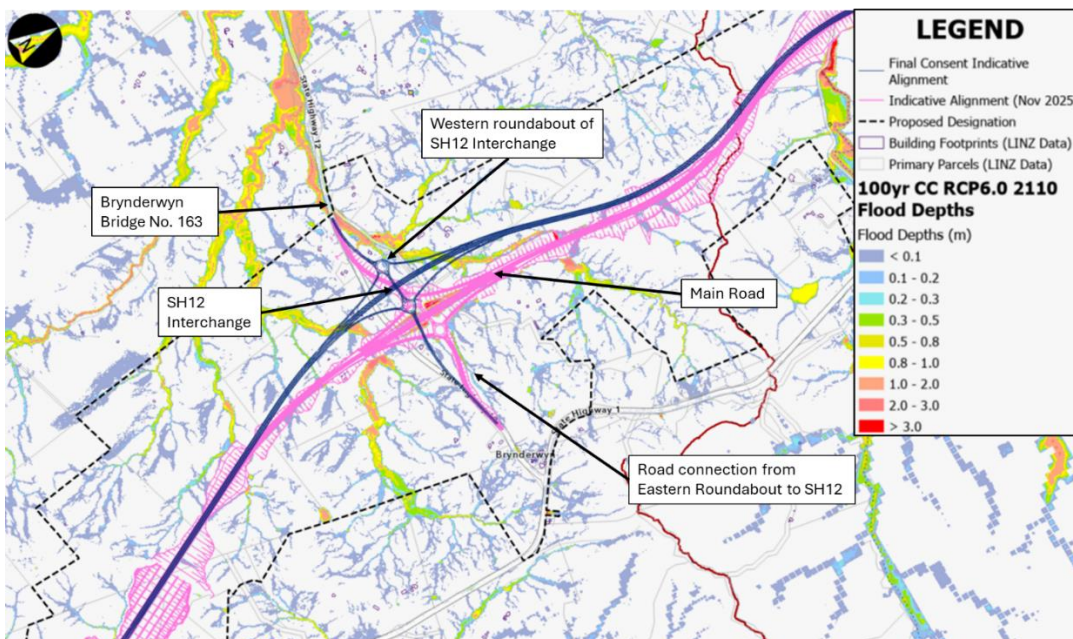 N
State Highway 12
Western roundabout of
SH12 Interchange
Brynderwyn
Bridge No. 163
SH12
Interchange
Main Road
State Hig
State Highway 1
Brynderwyn
Road connection from
Eastern Roundabout to SH12
LEGEND
Final Consent Indicative
Alignment
Indicative Alignment (Nov 2025
Proposed Designation
Building Footprints (LINZ Data)
Primary Parcels (LINZ Data)
100yr CC RCP6.0 2110
Flood Depths
Flood Depths (m)
< 0.1
0.1 - 0.2
0.2 - 0.3
0.3 - 0.5
0.5 - 0.8
0.8 - 1.0
1.0 - 2.0
2.0 - 3.0
> 3.0